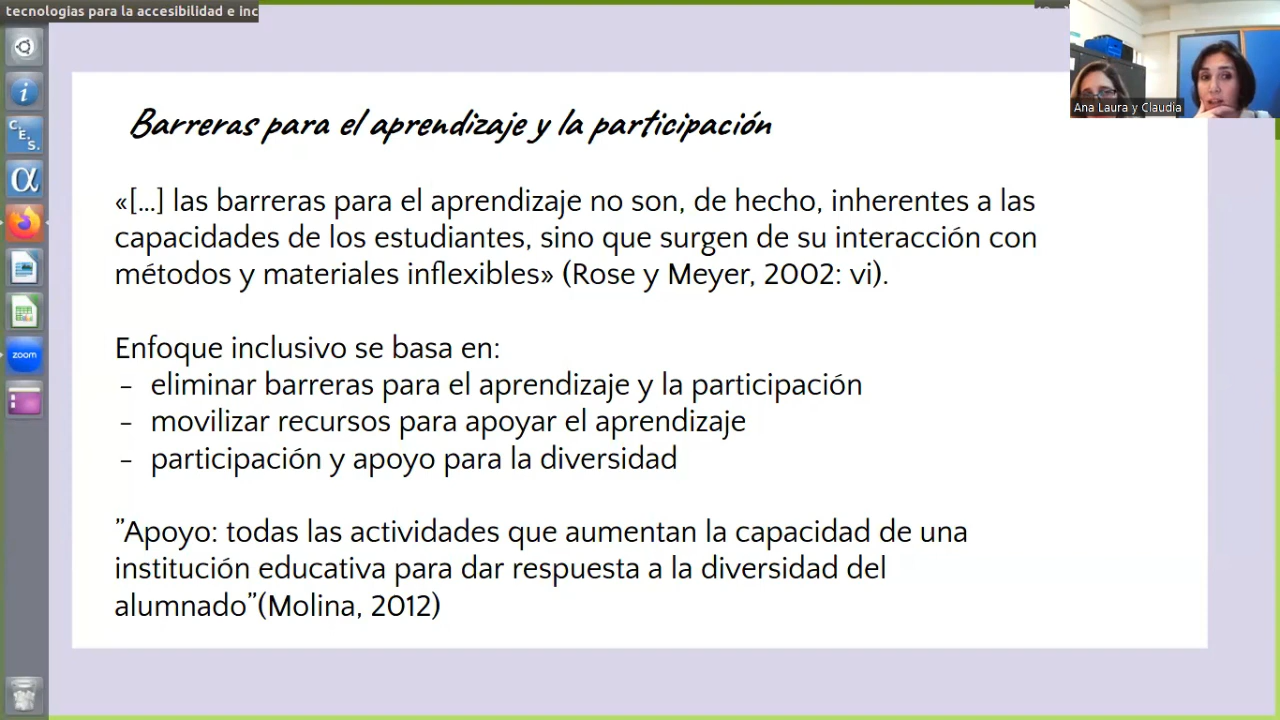 tecnologias para la accesibilidad e inc
Ana Laura y Claudia
Barreras para el aprendizaje y la participación
«[...] las barreras para el aprendizaje no son, de hecho, inherentes a las
capacidades de los estudiantes, sino que surgen de su interacción con
métodos y materiales inflexibles» (Rose y Meyer, 2002: vi).
Enfoque inclusivo se basa en:
- eliminar barreras para el aprendizaje y la participación
- movilizar recursos para apoyar el aprendizaje
- participación y apoyo para la diversidad
”Apoyo: todas las actividades que aumentan la capacidad de una
institución educativa para dar respuesta a la diversidad del
alumnado”(Molina, 2012)
C.
E.
S.
α
zoom